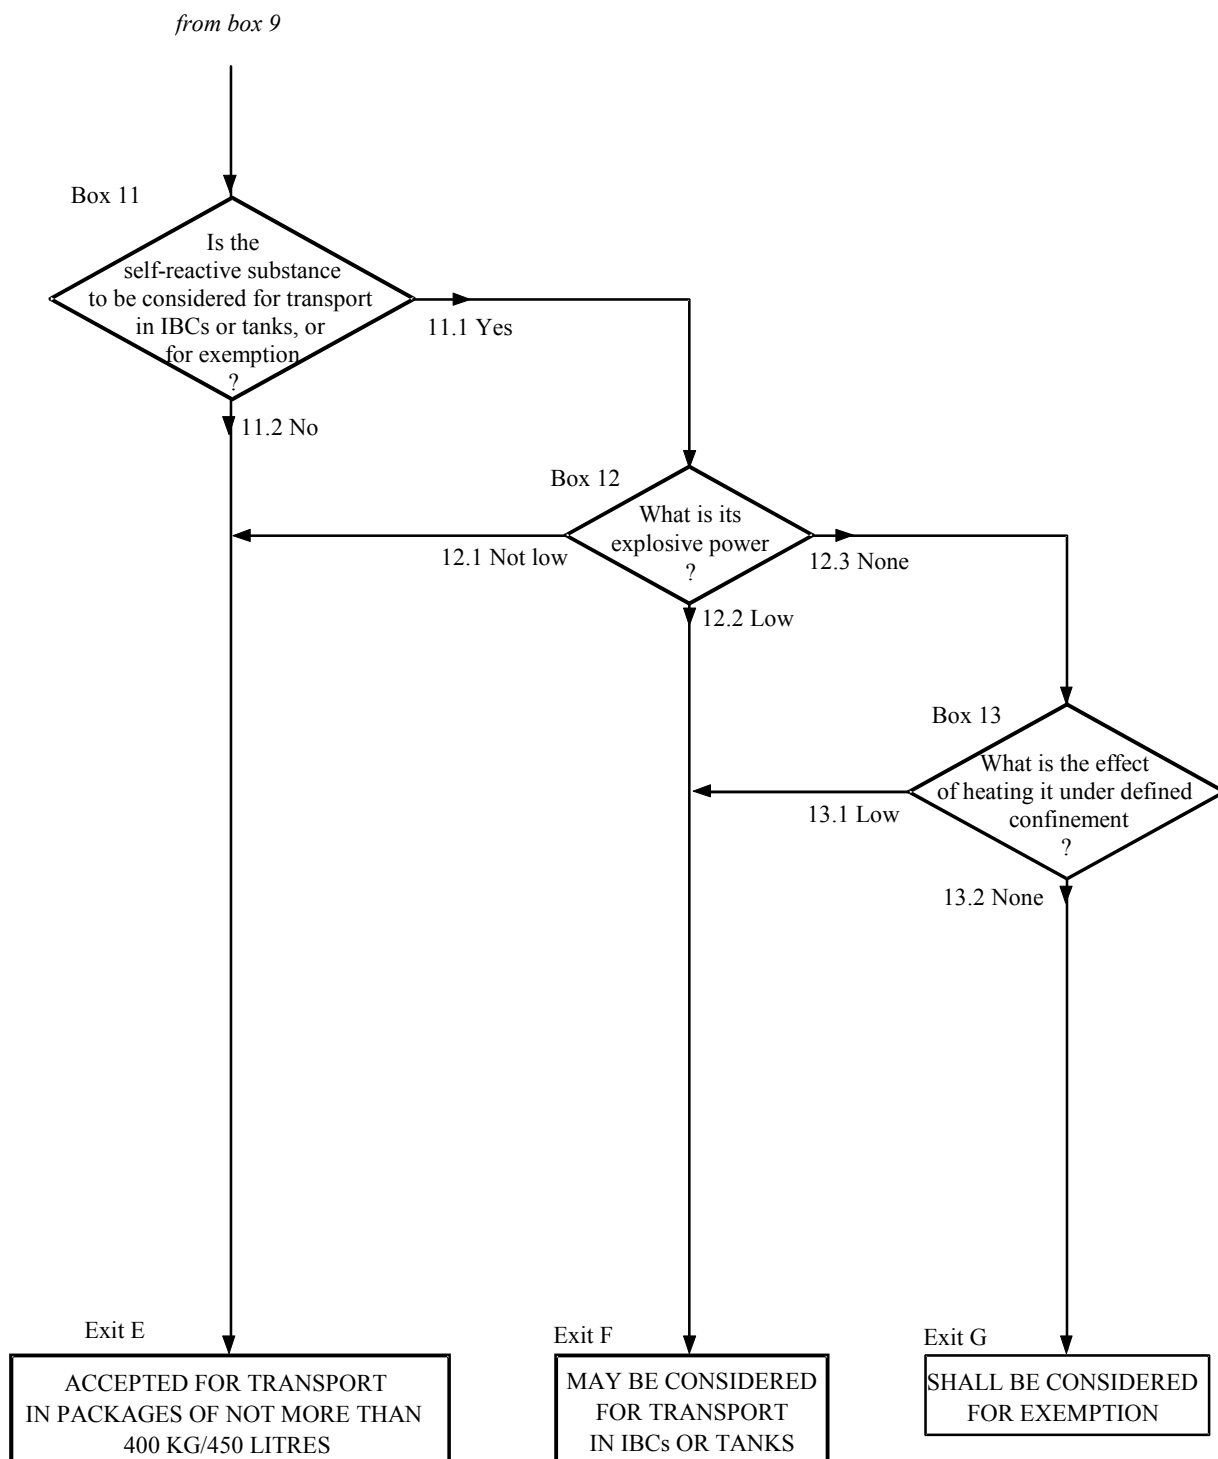 from box 9
Box 11
Is the
self-reactive substance
to be considered for transport
in IBCs or tanks, or
for exemption
?
11.1 Yes
11.2 No
Box 12
What is its
explosive power
?
12.1 Not low
12.3 None
12.2 Low
Box 13
What is the effect
of heating it under defined
confinement
?
13.1 Low
13.2 None
Exit E
ACCEPTED FOR TRANSPORT
IN PACKAGES OF NOT MORE THAN
400 KG/450 LITRES
Exit F
MAY BE CONSIDERED
FOR TRANSPORT
IN IBCs OR TANKS
Exit G
SHALL BE CONSIDERED
FOR EXEMPTION